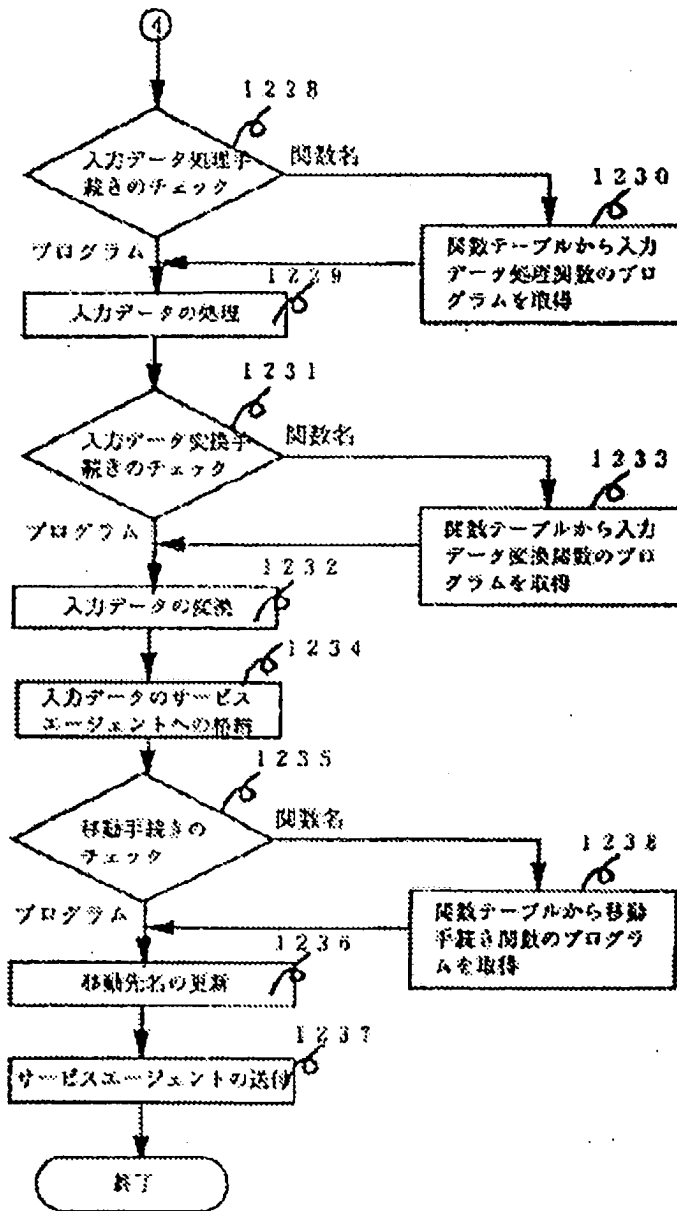 ④
1228
入力データ処理手
続きのチェック
関数名
1230
関数テーブルから入力
データ処理関数のプロ
グラムを取得
プログラム
1229
入力データの処理
1231
入力データ変換手
続きのチェック
関数名
1233
関数テーブルから入力
データ変換関数のプロ
グラムを取得
プログラム
1232
入力データの変換
1234
入力データのサービス
エージェントへの格納
1235
移動手続きの
チェック
関数名
1238
関数テーブルから移動
手続き関数のプログラ
ムを取得
プログラム
1236
移動先名の更新
1237
サービスエージェントの送付
終了